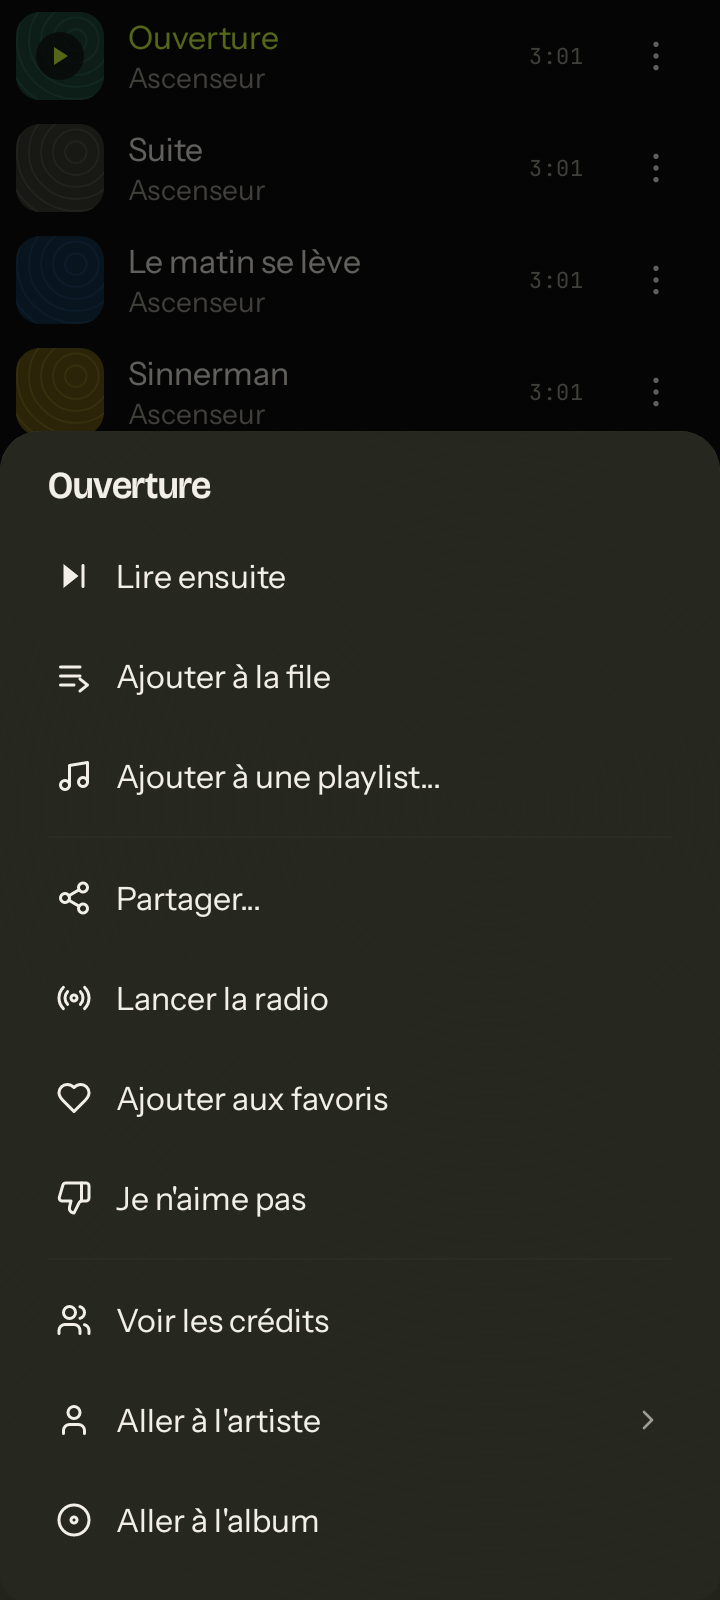 Ouverture
Ascenseur
3:01
Suite
Ascenseur
3:01
Le matin se lève
Ascenseur
3:01
Sinnerman
Ascenseur
3:01
Ouverture
Lire ensuite
Ajouter à la file
Ajouter à une playlist...
Partager...
Lancer la radio
Ajouter aux favoris
Je n'aime pas
Voir les crédits
Aller à l'artiste
Aller à l'album